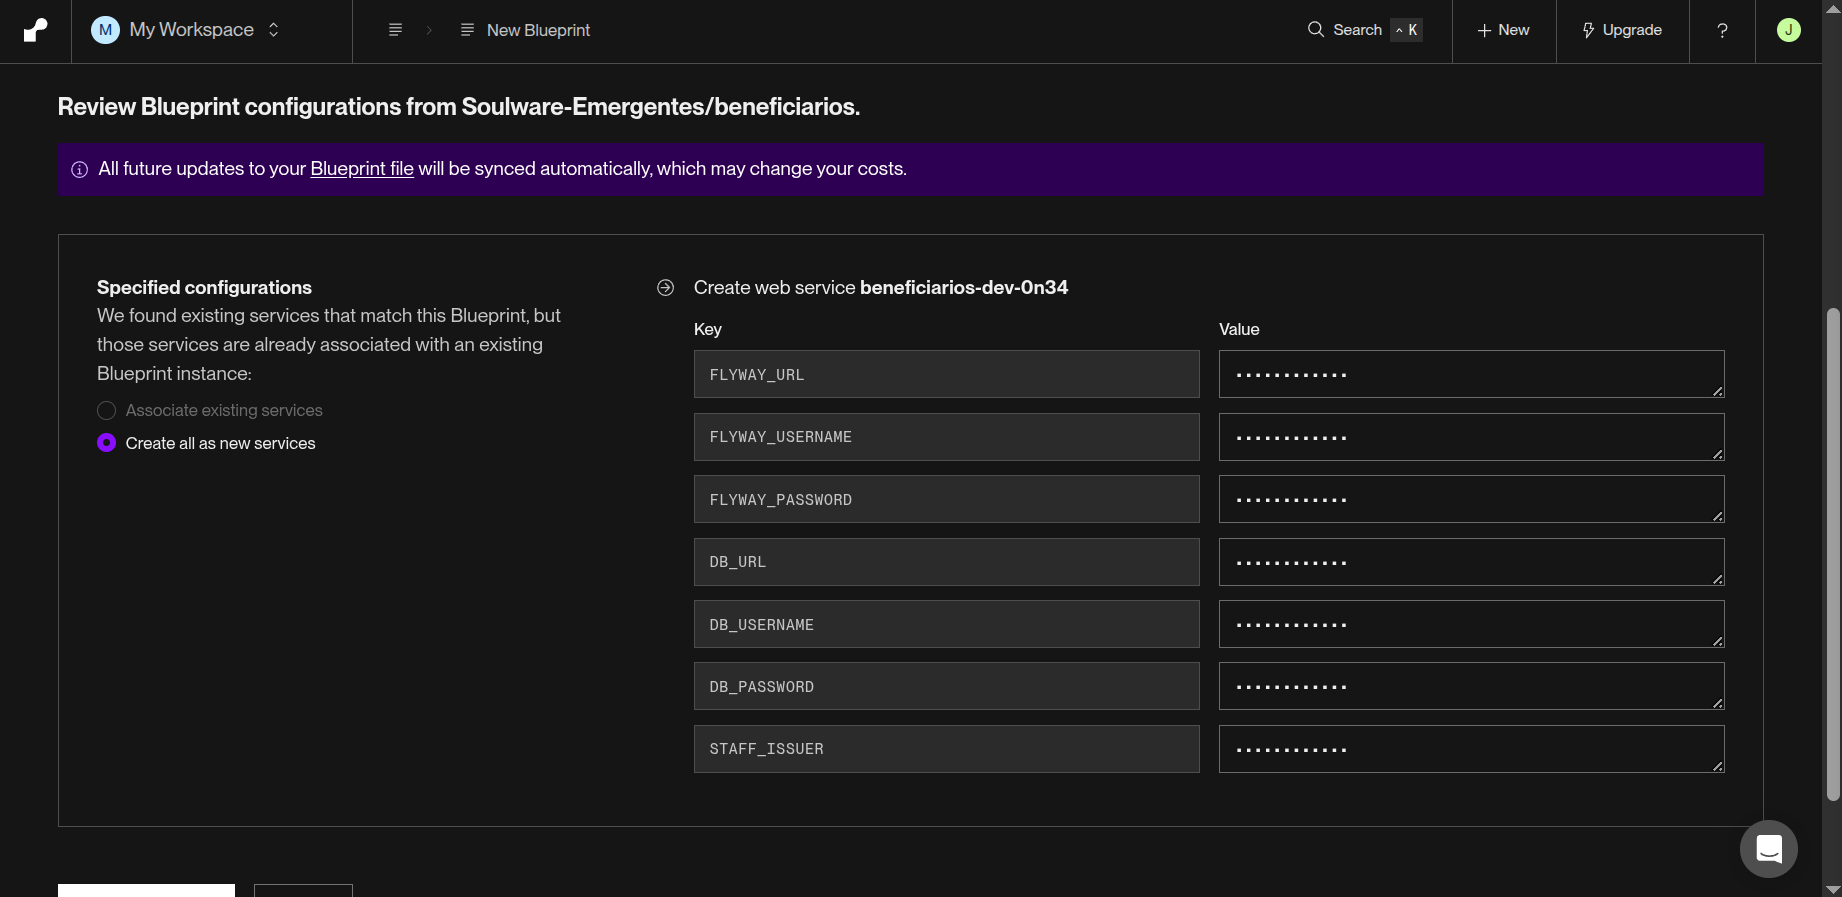 M My Workspace
New Blueprint
Search ^ K
+ New
Upgrade
?
J
Review Blueprint configurations from Soulware-Emergentes/beneficiarios.
All future updates to your Blueprint file will be synced automatically, which may change your costs.
Specified configurations
We found existing services that match this Blueprint, but
those services are already associated with an existing
Blueprint instance:
Associate existing services
Create all as new services
Create web service beneficiarios-dev-0n34
Key Value
FLYWAY_URL ············
FLYWAY_USERNAME ············
FLYWAY_PASSWORD ············
DB_URL ············
DB_USERNAME ············
DB_PASSWORD ············
STAFF_ISSUER ············